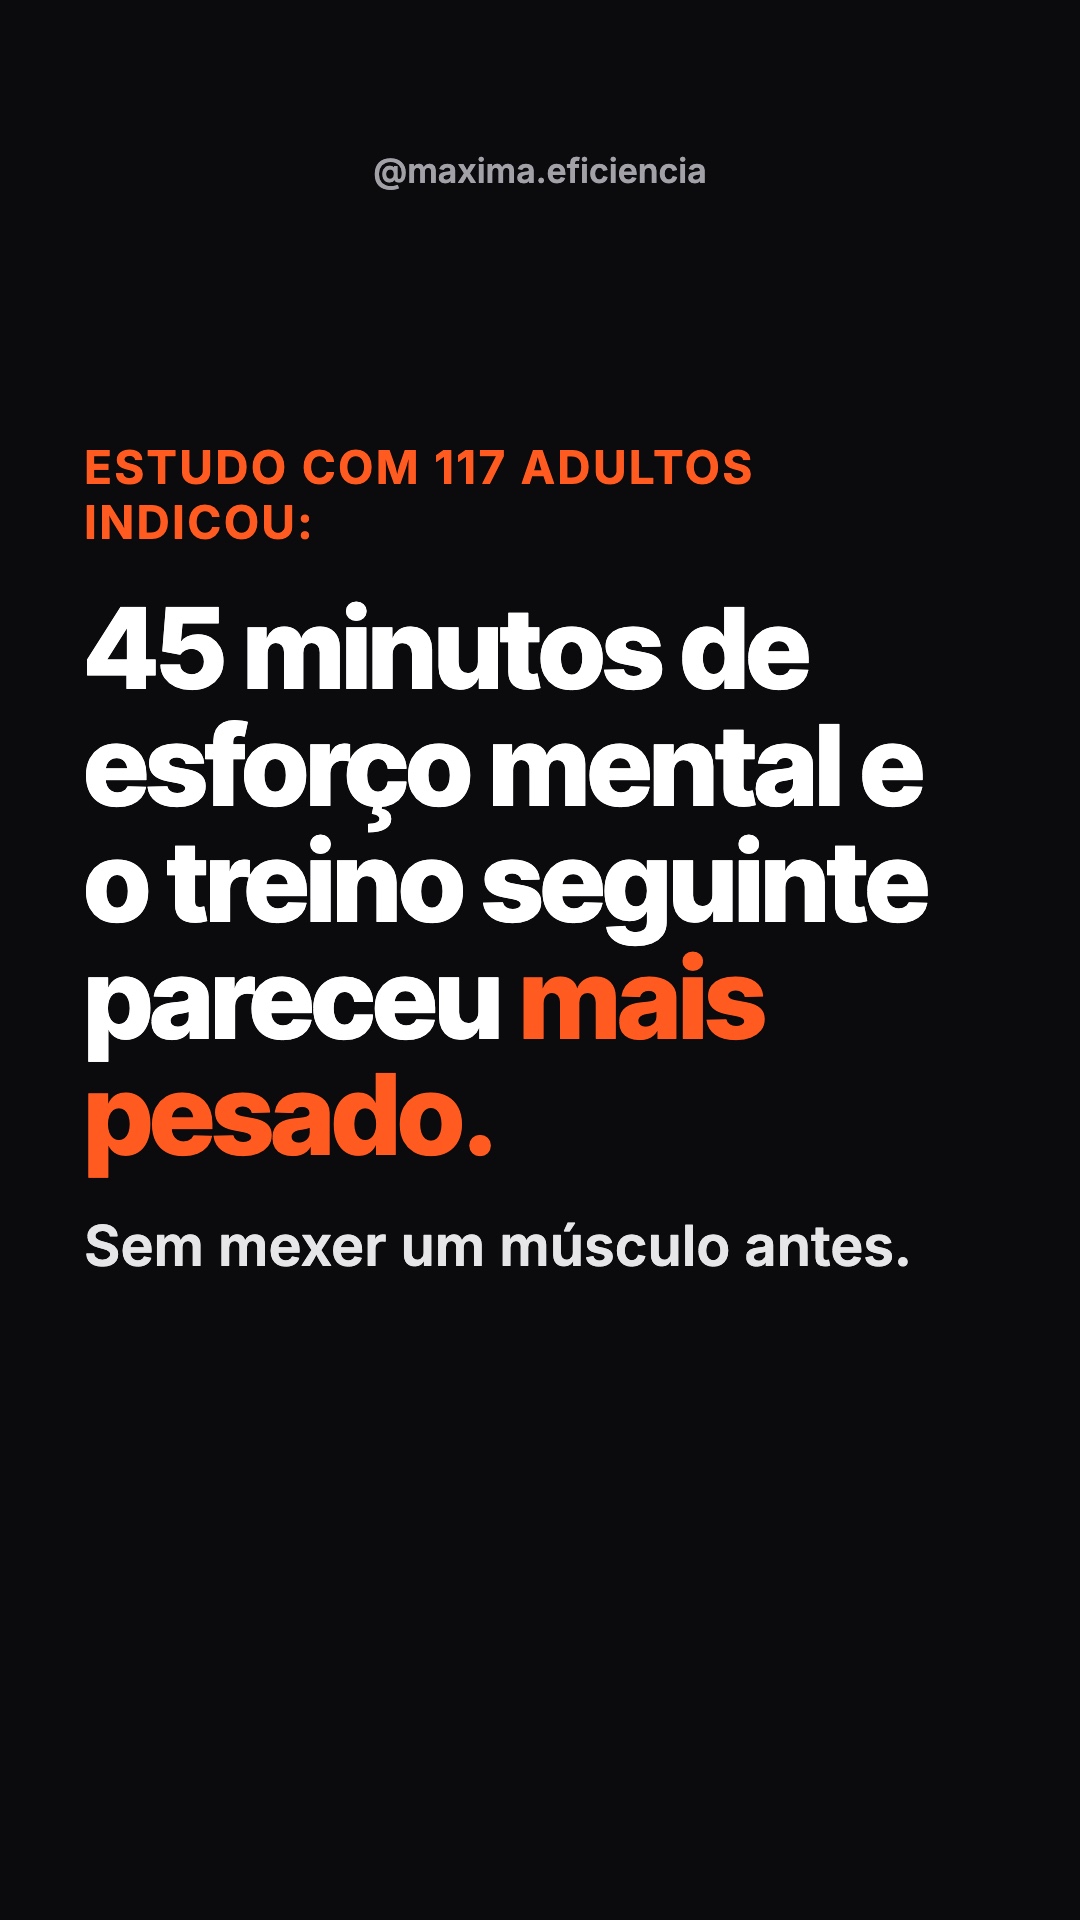 @maxima.eficiencia
ESTUDO COM 117 ADULTOS
INDICOU:
45 minutos de
esforço mental e
o treino seguinte
pareceu mais
pesado.
Sem mexer um músculo antes.